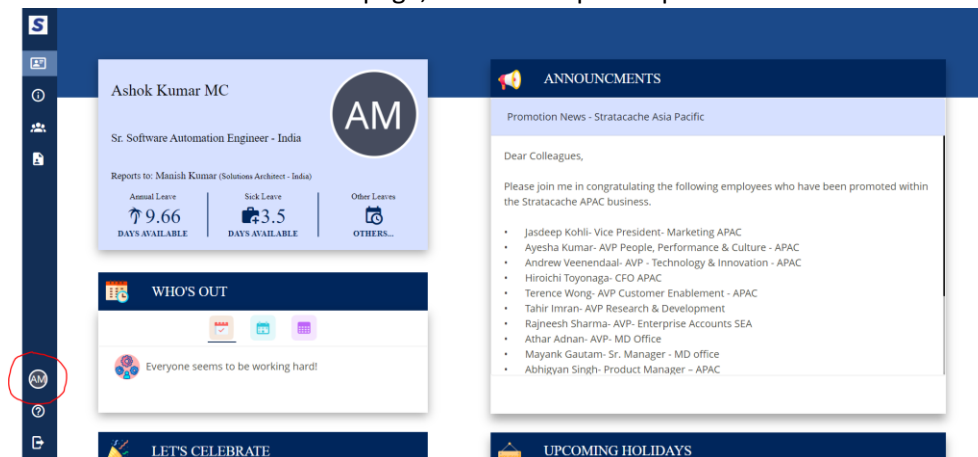 S
Ashok Kumar MC
AM
Sr. Software Automation Engineer - India
Reports to: Manish Kumar (Solutions Architect - India)
Annual Leave
9.66
DAYS AVAILABLE
Sick Leave
3.5
DAYS AVAILABLE
Other Leaves
OTHERS...
WHO'S OUT
Everyone seems to be working hard!
AM
LET'S CELEBRATE
ANNOUNCMENTS
Promotion News - Stratacache Asia Pacific
Dear Colleagues,
Please join me in congratulating the following employees who have been promoted within
the Stratacache APAC business.
• Jasdeep Kohli- Vice President- Marketing APAC
• Ayesha Kumar- AVP People, Performance & Culture - APAC
• Andrew Veenendaal- AVP - Technology & Innovation - APAC
• Hiroichi Toyonaga- CFO APAC
• Terence Wong- AVP Customer Enablement - APAC
• Tahir Imran- AVP Research & Development
• Rajneesh Sharma- AVP- Enterprise Accounts SEA
• Athar Adnan- AVP- MD Office
• Mayank Gautam- Sr. Manager - MD office
• Abhigyan Singh- Product Manager – APAC
UPCOMING HOLIDAYS